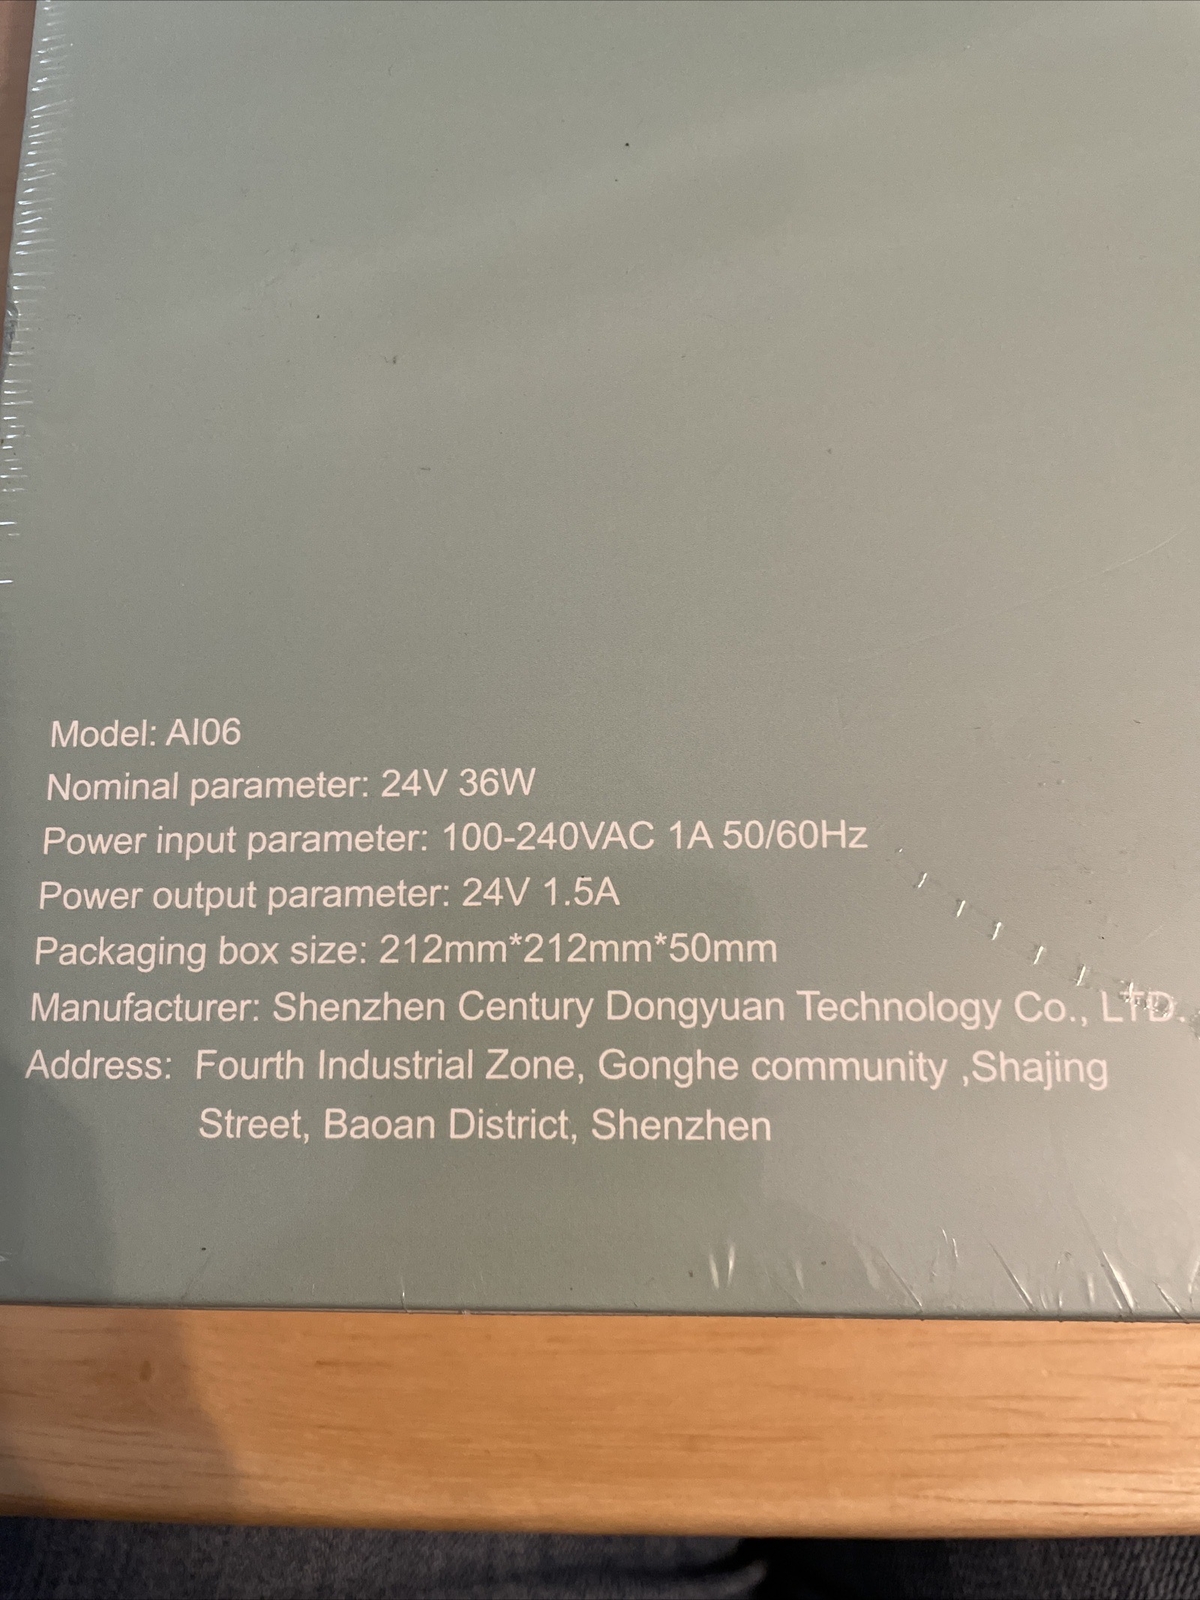 Model: AI06
Nominal parameter: 24V 36W
Power input parameter: 100-240VAC 1A 50/60Hz
Power output parameter: 24V 1.5A
Packaging box size: 212mm*212mm*50mm
Manufacturer: Shenzhen Century Dongyuan Technology Co., LTD.
Address: Fourth Industrial Zone, Gonghe community ,Shajing
Street, Baoan District, Shenzhen